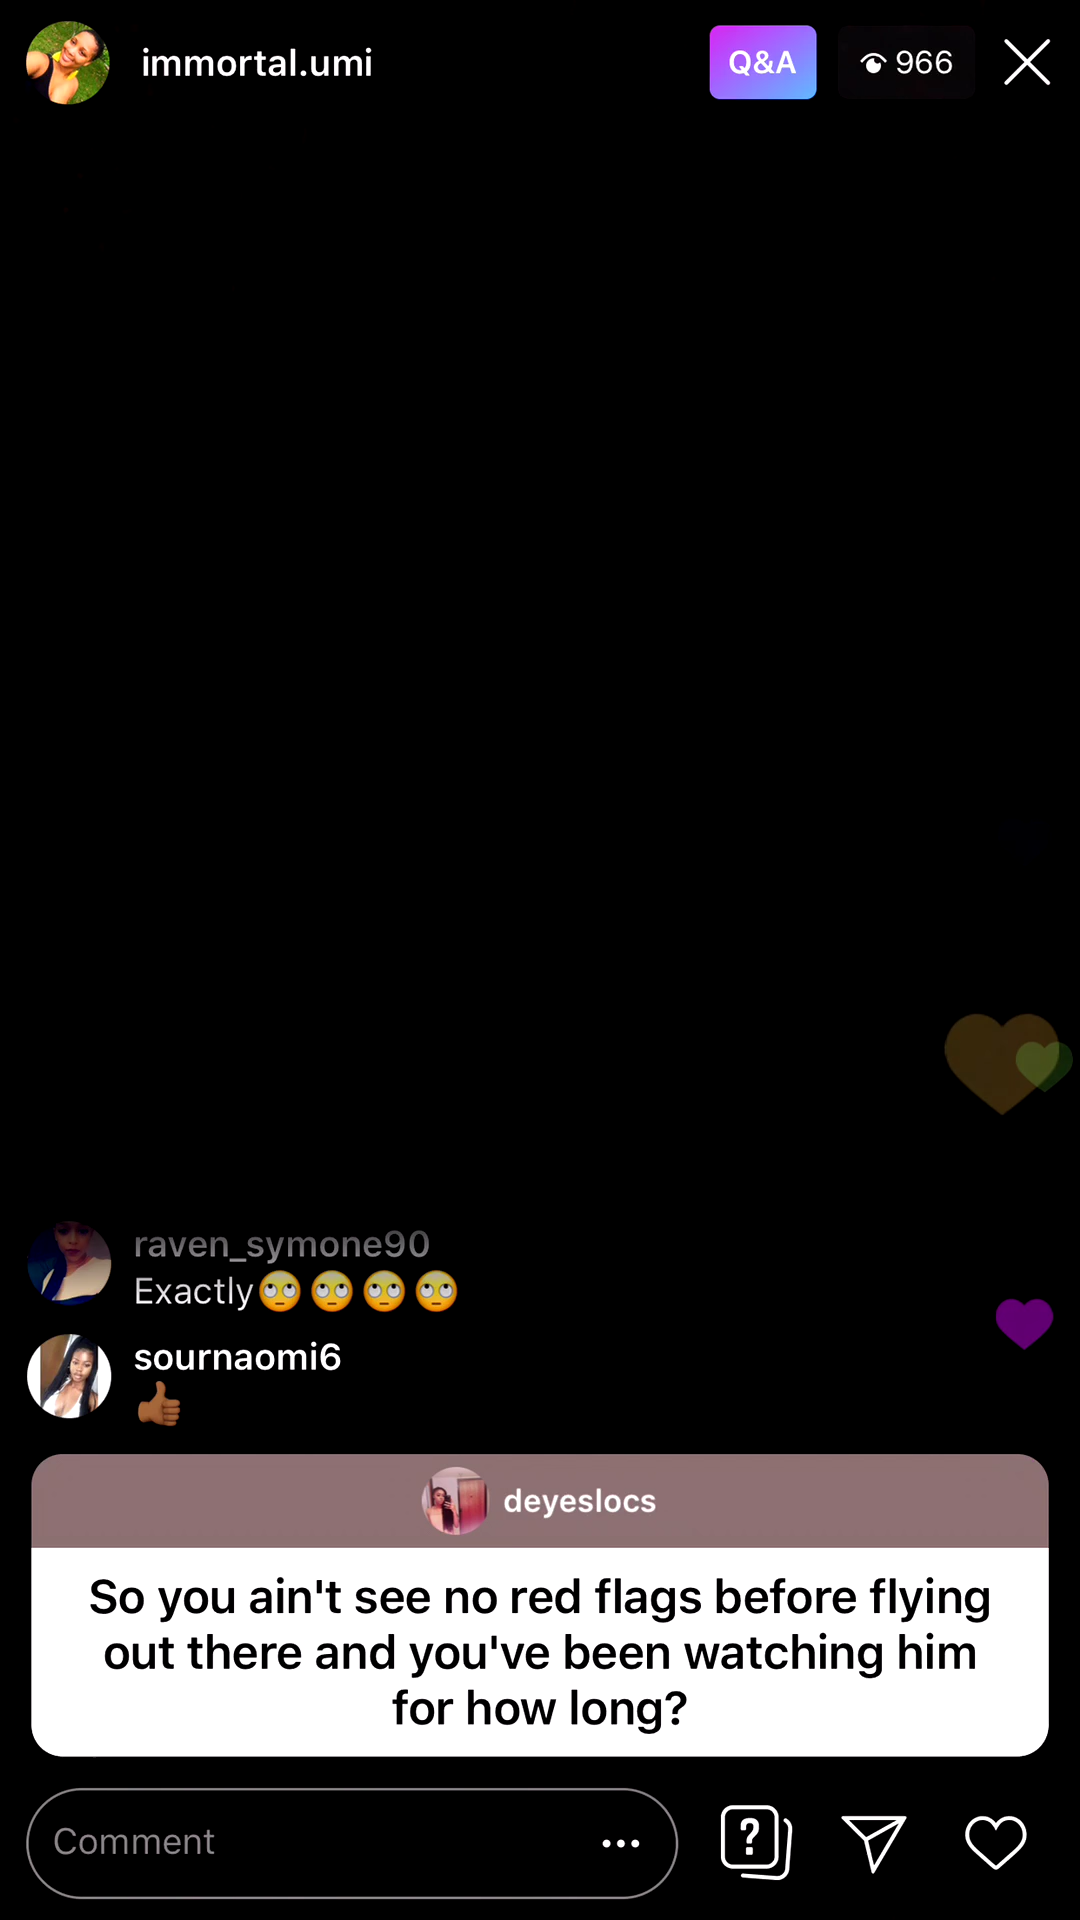 immortal.umi
Q&A
966
raven_symone90
Exactly🙄🙄🙄🙄
sournaomi6
👍🏽
deyeslocs
So you ain't see no red flags before flying
out there and you've been watching him
for how long?
Comment